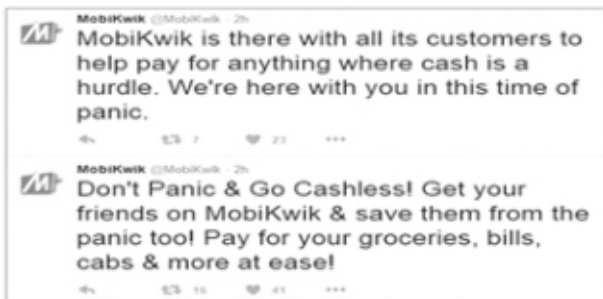 MobiKwik @MobiKwik · 2h
MobiKwik is there with all its customers to
help pay for anything where cash is a
hurdle. We're here with you in this time of
panic.
7 23
MobiKwik @MobiKwik · 2h
Don't Panic & Go Cashless! Get your
friends on MobiKwik & save them from the
panic too! Pay for your groceries, bills,
cabs & more at ease!
16 41